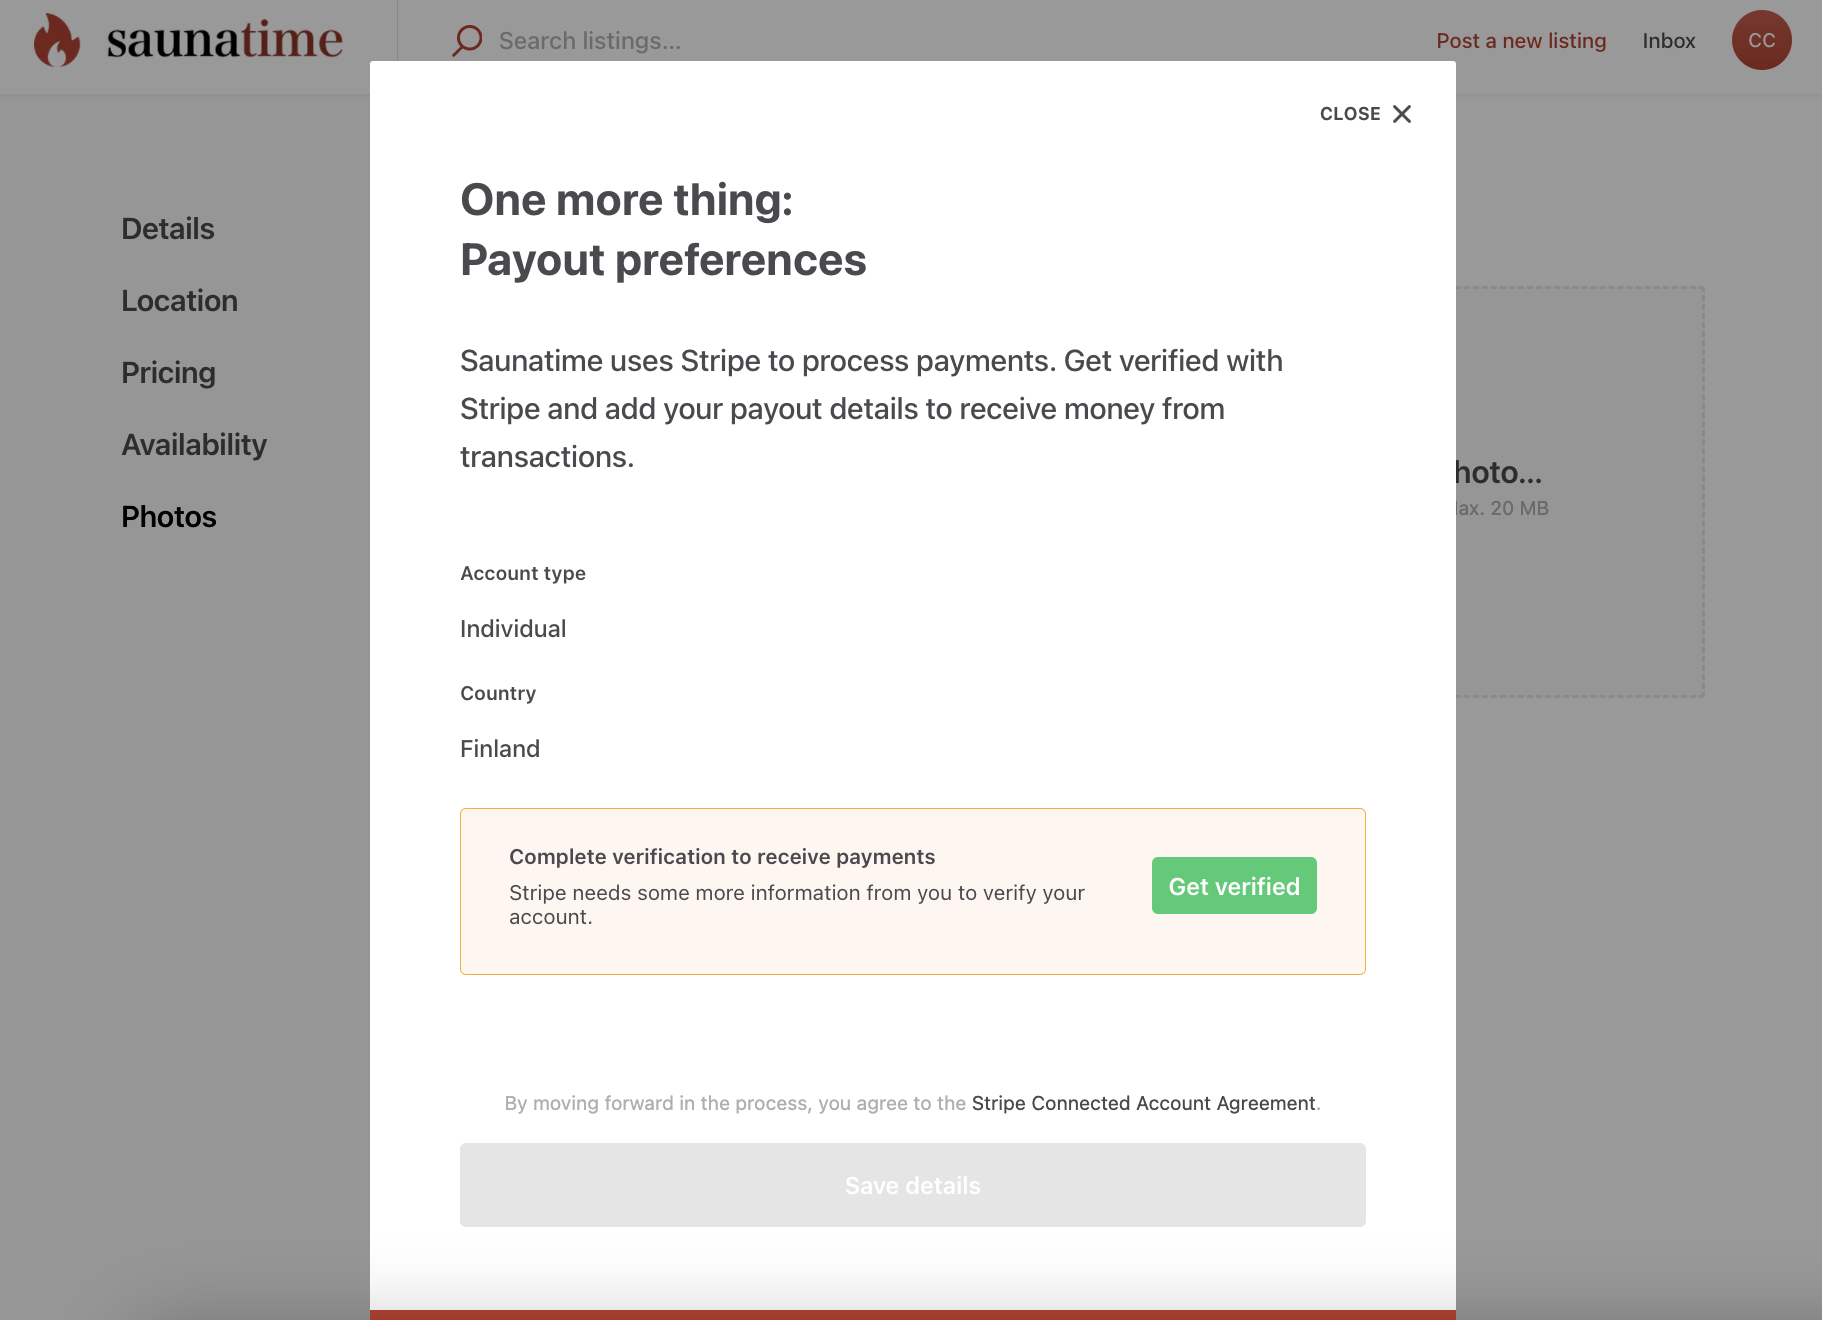 saunatime
Search listings...
Post a new listing
Inbox
CC
CLOSE
Details
Location
Pricing
Availability
Photos
One more thing:
Payout preferences
Saunatime uses Stripe to process payments. Get verified with
Stripe and add your payout details to receive money from
transactions.
Account type
Individual
Country
Finland
Complete verification to receive payments
Stripe needs some more information from you to verify your
account.
Get verified
hoto...
ax. 20 MB
By moving forward in the process, you agree to the Stripe Connected Account Agreement.
Save details